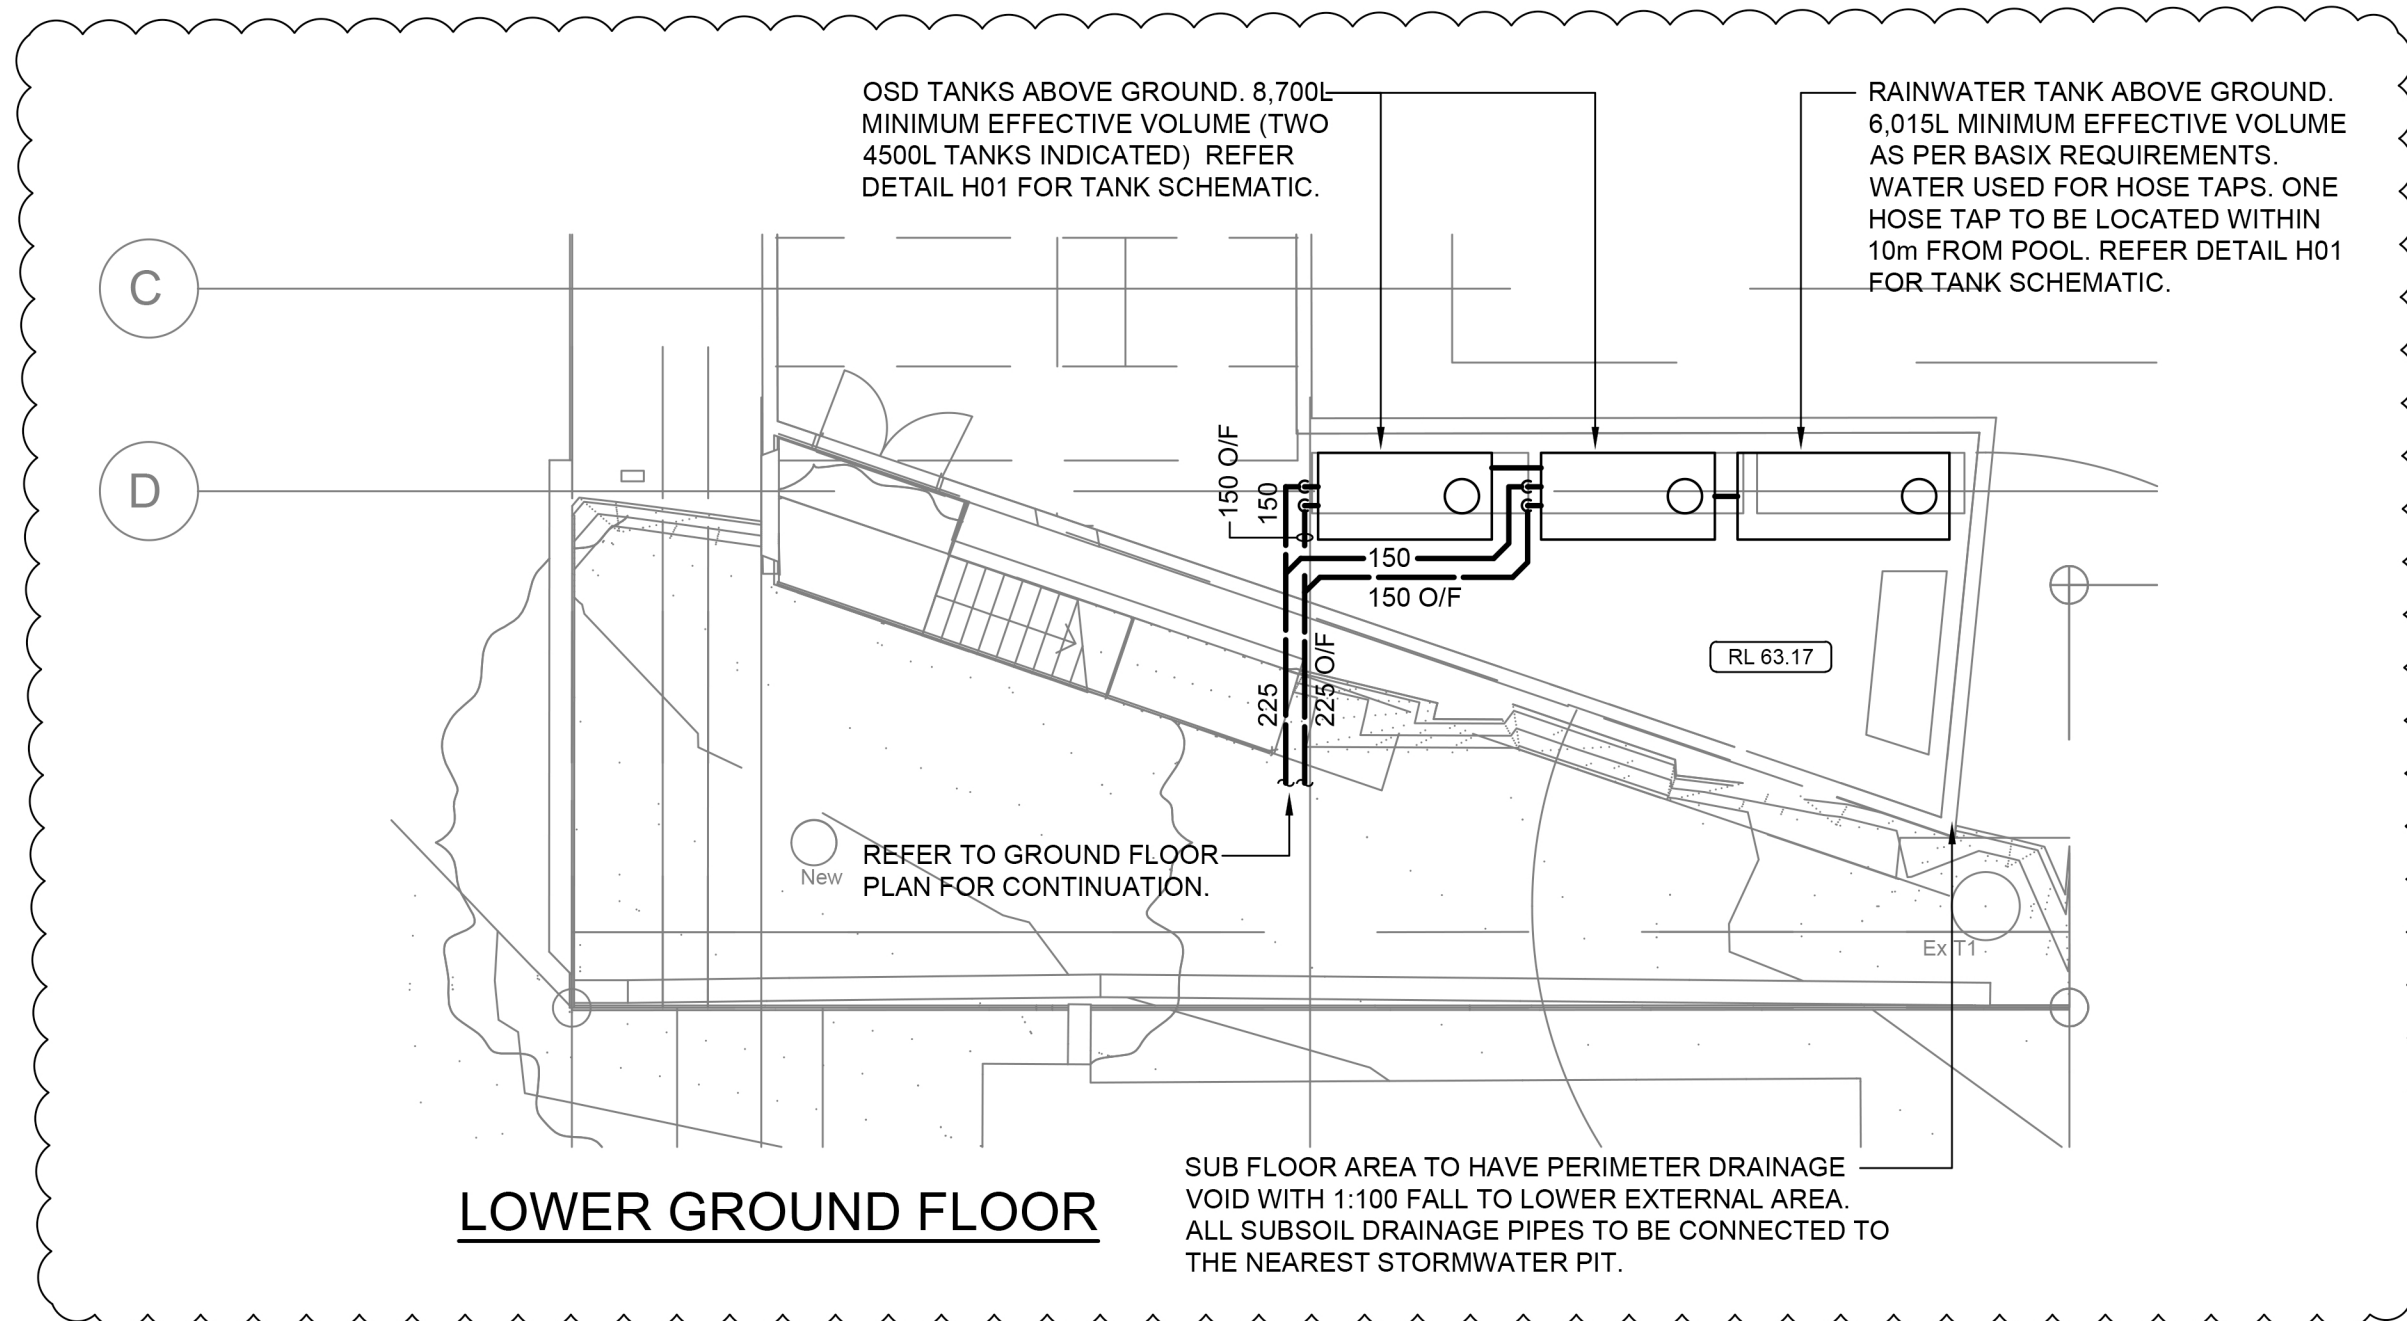 OSD TANKS ABOVE GROUND. 8,700L
MINIMUM EFFECTIVE VOLUME (TWO
4500L TANKS INDICATED) REFER
DETAIL H01 FOR TANK SCHEMATIC.
RAINWATER TANK ABOVE GROUND.
6,015L MINIMUM EFFECTIVE VOLUME
AS PER BASIX REQUIREMENTS.
WATER USED FOR HOSE TAPS. ONE
HOSE TAP TO BE LOCATED WITHIN
10m FROM POOL. REFER DETAIL H01
FOR TANK SCHEMATIC.
C
D
150 O/F
150
150
150 O/F
225
225 O/F
RL 63.17
New
REFER TO GROUND FLOOR
PLAN FOR CONTINUATION.
Ex T1
SUB FLOOR AREA TO HAVE PERIMETER DRAINAGE
VOID WITH 1:100 FALL TO LOWER EXTERNAL AREA.
ALL SUBSOIL DRAINAGE PIPES TO BE CONNECTED TO
THE NEAREST STORMWATER PIT.
LOWER GROUND FLOOR